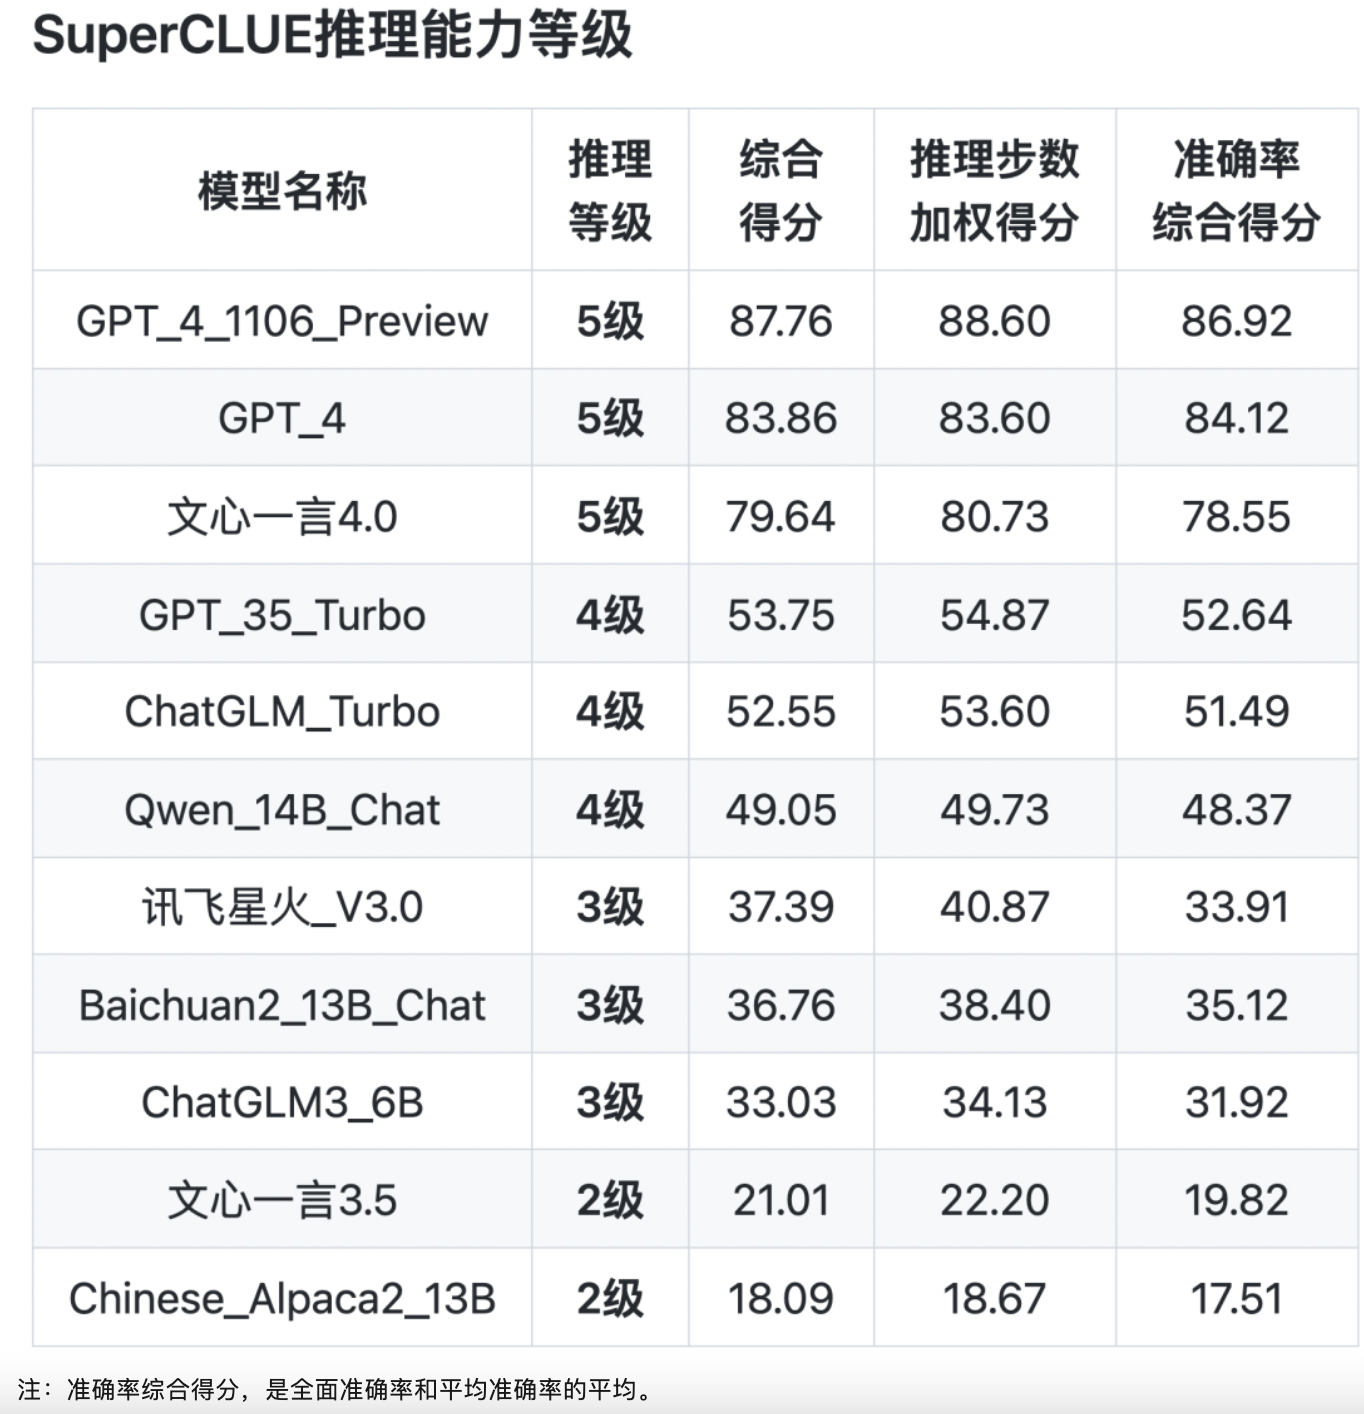 SuperCLUE推理能力等级
模型名称 推理等级 综合得分 推理步数加权得分 准确率综合得分
GPT_4_1106_Preview 5级 87.76 88.60 86.92
GPT_4 5级 83.86 83.60 84.12
文心一言4.0 5级 79.64 80.73 78.55
GPT_35_Turbo 4级 53.75 54.87 52.64
ChatGLM_Turbo 4级 52.55 53.60 51.49
Qwen_14B_Chat 4级 49.05 49.73 48.37
讯飞星火_V3.0 3级 37.39 40.87 33.91
Baichuan2_13B_Chat 3级 36.76 38.40 35.12
ChatGLM3_6B 3级 33.03 34.13 31.92
文心一言3.5 2级 21.01 22.20 19.82
Chinese_Alpaca2_13B 2级 18.09 18.67 17.51
注：准确率综合得分，是全面准确率和平均准确率的平均。